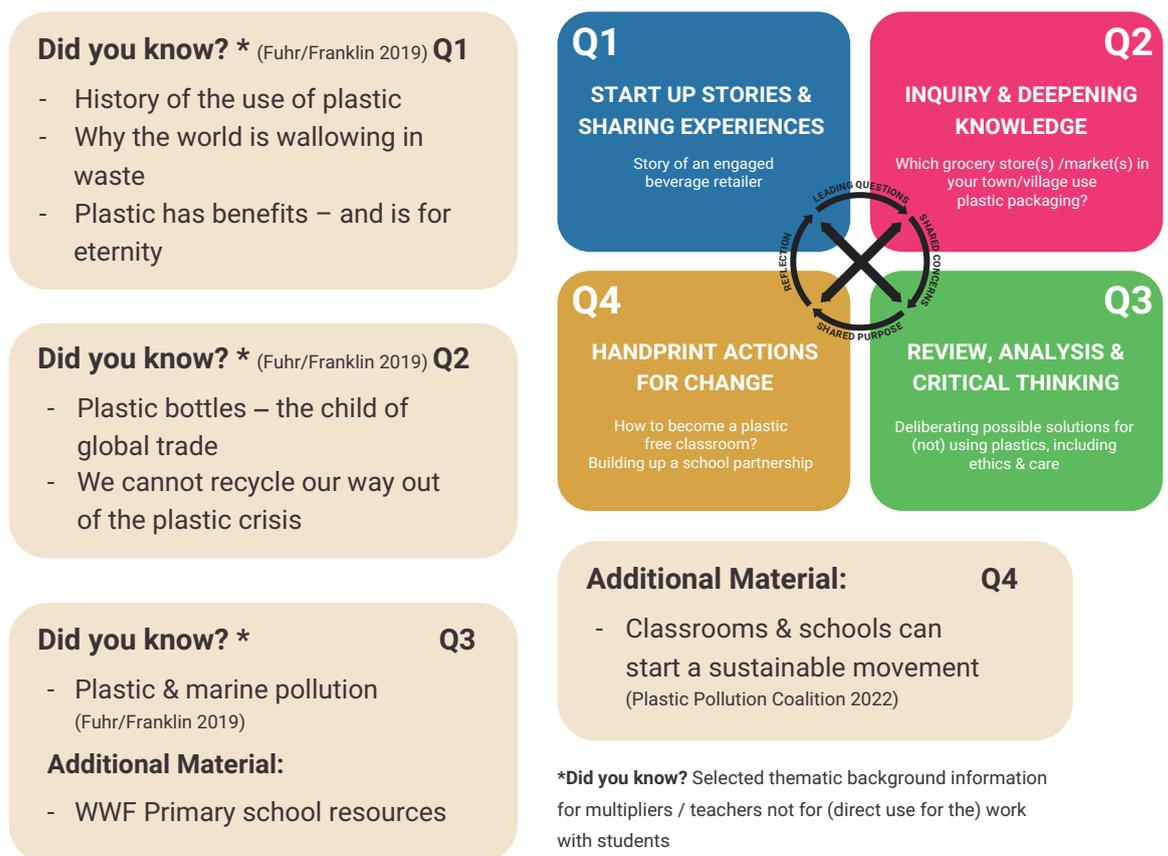 Did you know? * (Fuhr/Franklin 2019) Q1
- History of the use of plastic
- Why the world is wallowing in
waste
- Plastic has benefits – and is for
eternity
Did you know? * (Fuhr/Franklin 2019) Q2
- Plastic bottles – the child of
global trade
- We cannot recycle our way out
of the plastic crisis
Did you know? * Q3
- Plastic & marine pollution
(Fuhr/Franklin 2019)
Additional Material:
- WWF Primary school resources
Q1
START UP STORIES &
SHARING EXPERIENCES
Story of an engaged
beverage retailer
Q2
INQUIRY & DEEPENING
KNOWLEDGE
Which grocery store(s) /market(s) in
your town/village use
plastic packaging?
LEADING QUESTIONS
SHARED CONCERNS
SHARED PURPOSE
REFLECTION
Q4
HANDPRINT ACTIONS
FOR CHANGE
How to become a plastic
free classroom?
Building up a school partnership
Q3
REVIEW, ANALYSIS &
CRITICAL THINKING
Deliberating possible solutions for
(not) using plastics, including
ethics & care
Additional Material: Q4
- Classrooms & schools can
start a sustainable movement
(Plastic Pollution Coalition 2022)
*Did you know? Selected thematic background information
for multipliers / teachers not for (direct use for the) work
with students